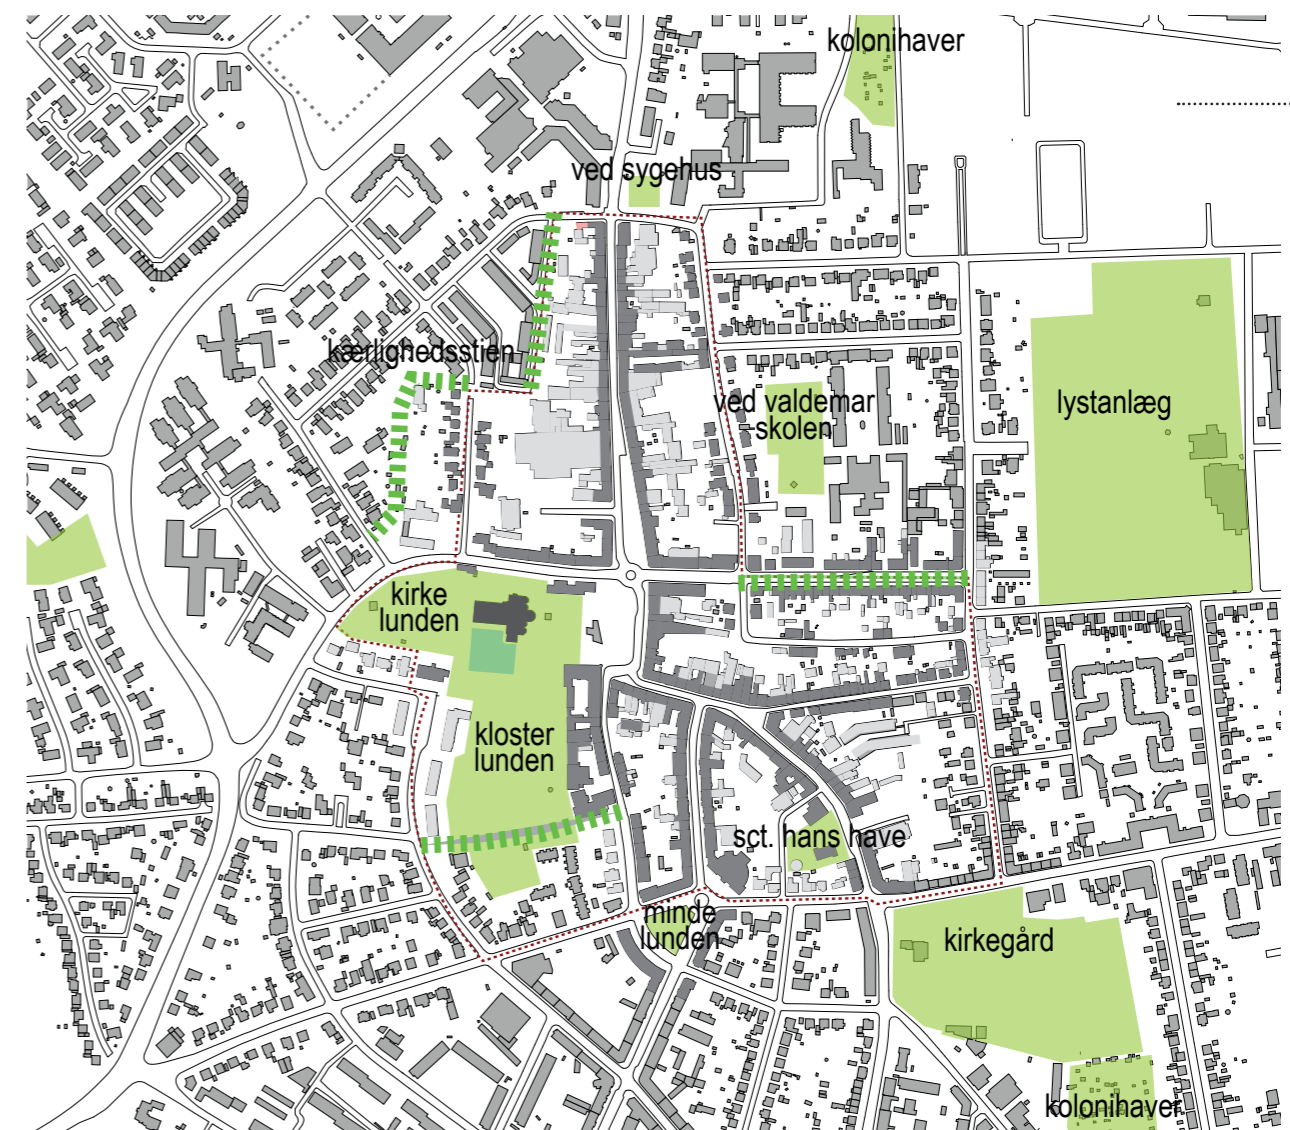 kolonihaver
ved sygehus
kærlighedsstien
ved valdemar
skolen
lystanlæg
kirke
lunden
kloster
lunden
sct. hans have
minde
lunden
kirkegård
kolonihaver